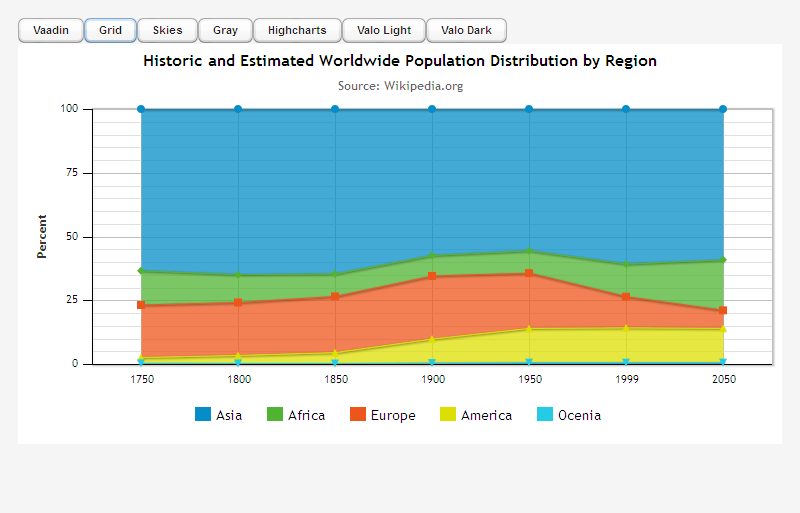 Vaadin Grid Skies Gray Highcharts Valo Light Valo Dark
Historic and Estimated Worldwide Population Distribution by Region
Source: Wikipedia.org
Percent
100
75
50
25
0
1750 1800 1850 1900 1950 1999 2050
Asia Africa Europe America Ocenia